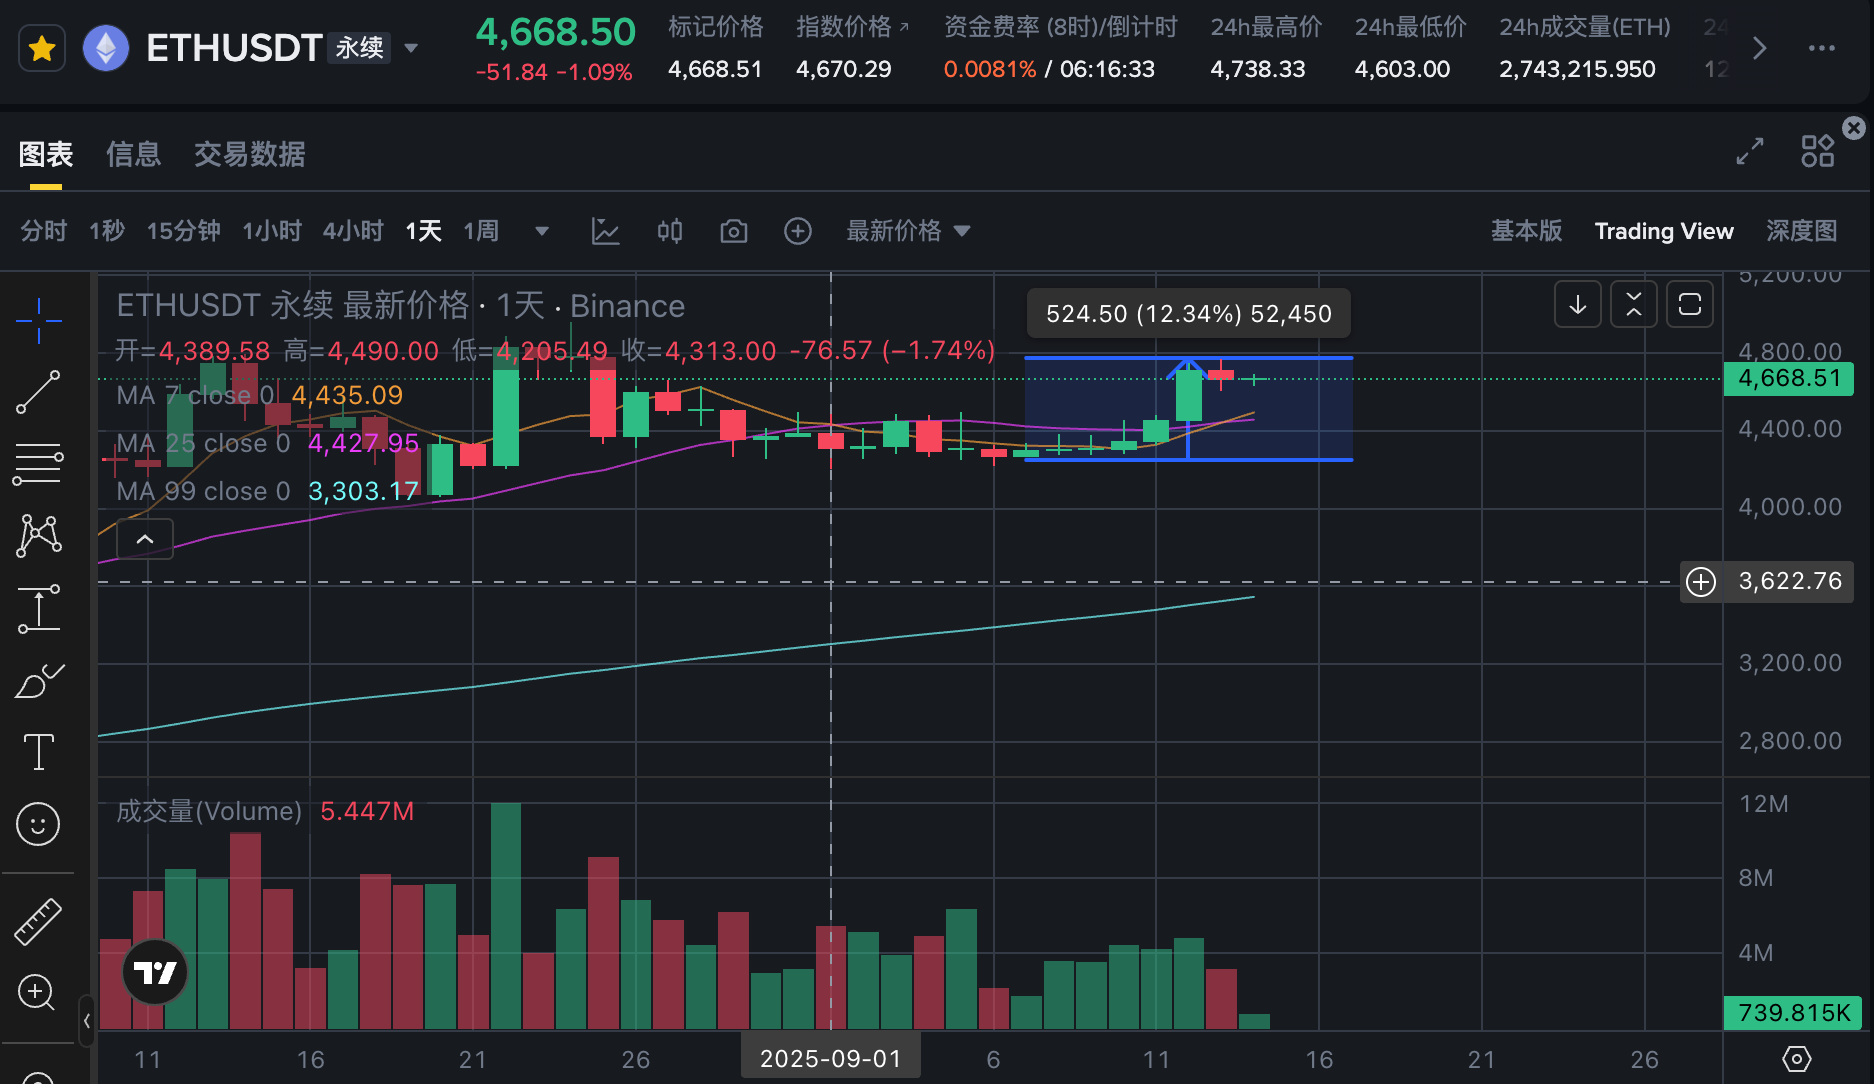 ETHUSDT 永续
4,668.50
-51.84 -1.09%
标记价格
4,668.51
指数价格
4,670.29
资金费率 (8时)/倒计时
0.0081% / 06:16:33
24h最高价
4,738.33
24h最低价
4,603.00
24h成交量(ETH)
2,743,215.950
24
12
图表 信息 交易数据
分时 1秒 15分钟 1小时 4小时 1天 1周 最新价格 基本版 Trading View 深度图
ETHUSDT 永续 最新价格 · 1天 · Binance
开=4,389.58 高=4,490.00 低=4,205.49 收=4,313.00 -76.57 (−1.74%)
MA 7 close 0 4,435.09
MA 25 close 0 4,427.95
MA 99 close 0 3,303.17
524.50 (12.34%) 52,450
5,200.00
4,800.00
4,668.51
4,400.00
4,000.00
3,622.76
3,200.00
2,800.00
成交量(Volume) 5.447M
12M
8M
4M
739.815K
11 16 21 26 2025-09-01 6 11 16 21 26